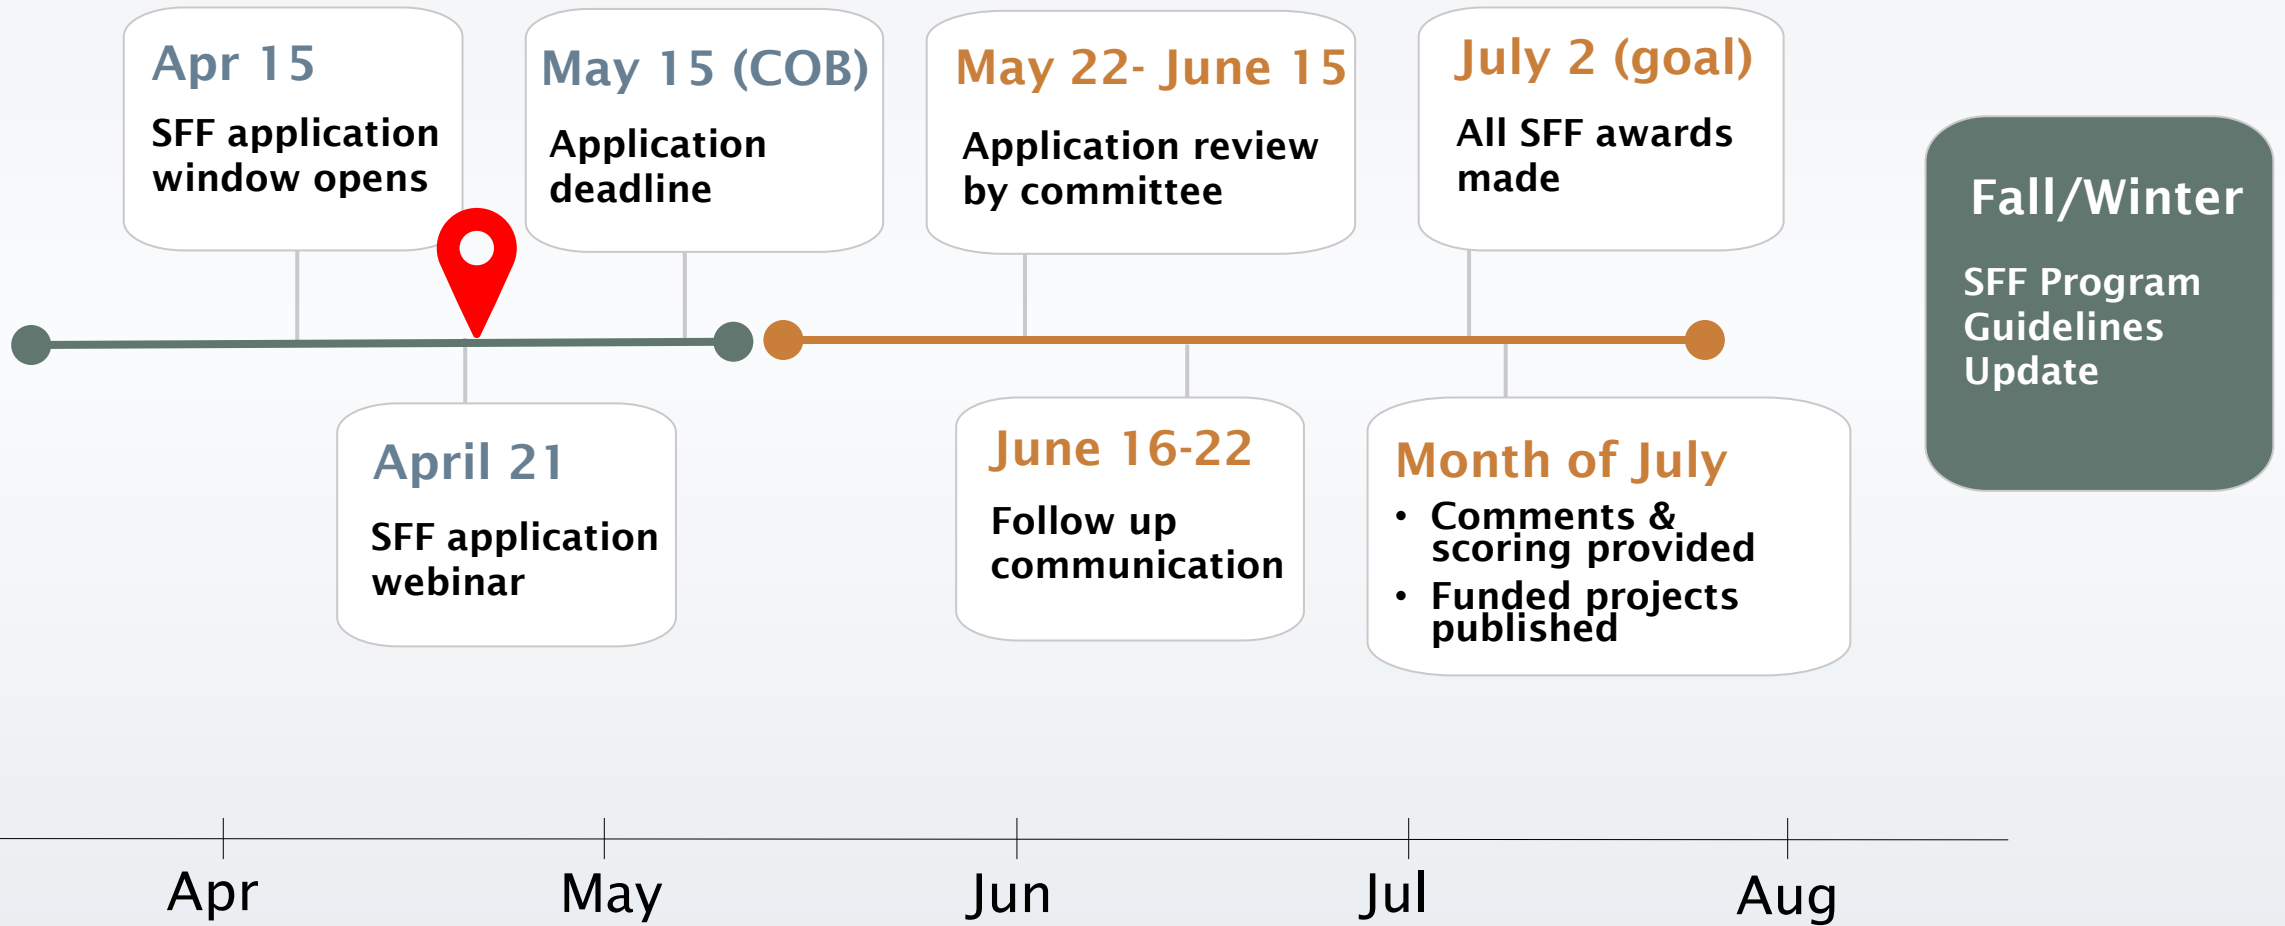 Apr 15
SFF application
window opens
May 15 (COB)
Application
deadline
May 22- June 15
Application review
by committee
July 2 (goal)
All SFF awards
made
Fall/Winter
SFF Program
Guidelines
Update
April 21
SFF application
webinar
June 16-22
Follow up
communication
Month of July
• Comments &
scoring provided
• Funded projects
published
Apr
May
Jun
Jul
Aug